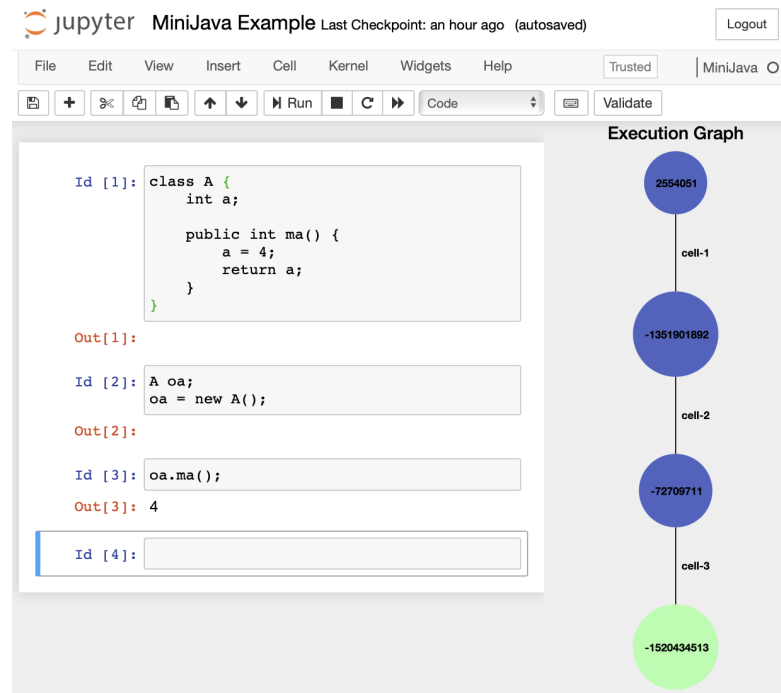 jupyter MiniJava Example Last Checkpoint: an hour ago (autosaved)
Logout
File Edit View Insert Cell Kernel Widgets Help
Trusted
MiniJava
Run
Code
Validate
Id [1]: class A {
int a;
public int ma() {
a = 4;
return a;
}
}
Out[1]:
Id [2]: A oa;
oa = new A();
Out[2]:
Id [3]: oa.ma();
Out[3]: 4
Id [4]:
Execution Graph
2554051
cell-1
-1351901892
cell-2
-72709711
cell-3
-1520434513